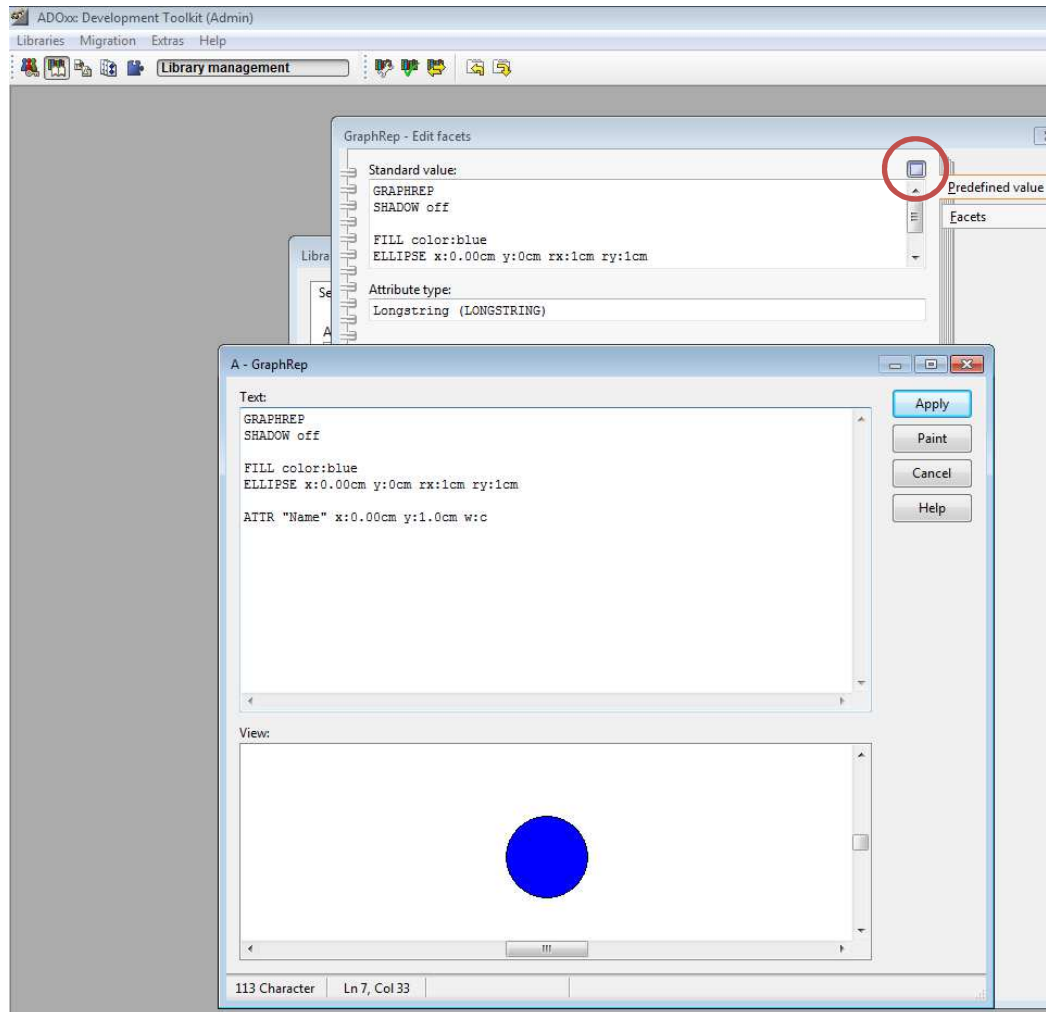 ADOxx: Development Toolkit (Admin)
Libraries Migration Extras Help
Library management
GraphRep - Edit facets
Standard value:
GRAPHREP
SHADOW off
FILL color:blue
ELLIPSE x:0.00cm y:0cm rx:1cm ry:1cm
Predefined value
Facets
Attribute type:
Longstring (LONGSTRING)
Libra
Se
A
A - GraphRep
Text:
GRAPHREP
SHADOW off
FILL color:blue
ELLIPSE x:0.00cm y:0cm rx:1cm ry:1cm
ATTR "Name" x:0.00cm y:1.0cm w:c
Apply
Paint
Cancel
Help
View:
113 Character Ln 7, Col 33